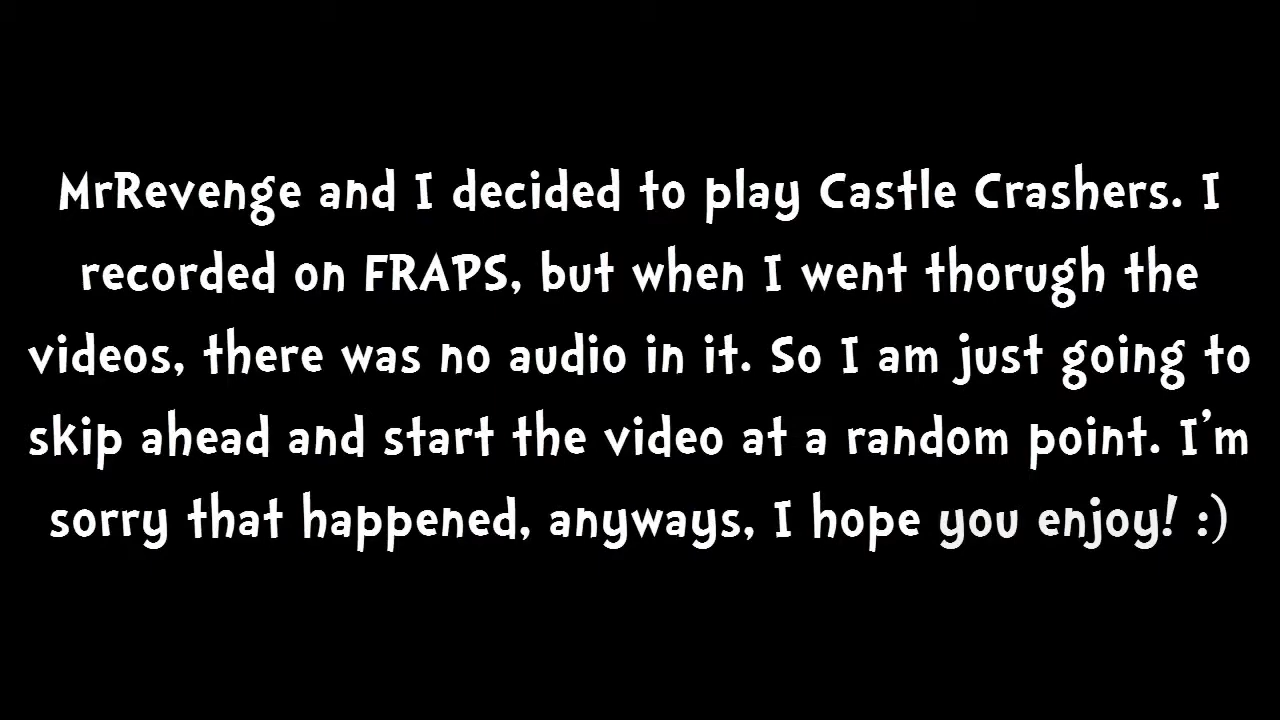 MrRevenge and I decided to play Castle Crashers. I
recorded on FRAPS, but when I went thorugh the
videos, there was no audio in it. So I am just going to
skip ahead and start the video at a random point. I'm
sorry that happened, anyways, I hope you enjoy! :)